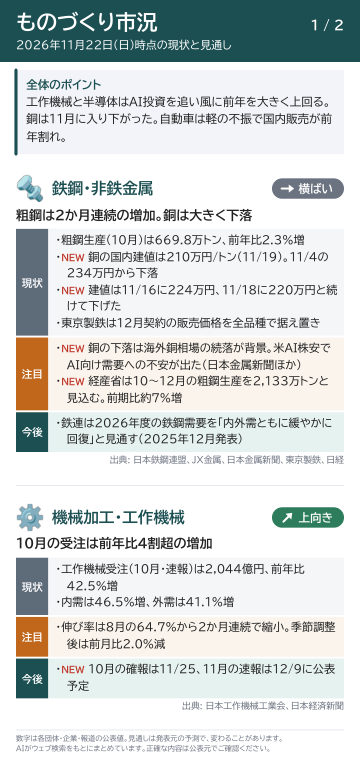 ものづくり市況
1 / 2
2026年11月22日(日)時点の現状と見通し
全体のポイント
工作機械と半導体はAI投資を追い風に前年を大きく上回る。
銅は11月に入り下がった。自動車は軽の不振で国内販売が前
年割れ。
鉄鋼・非鉄金属
→ 横ばい
粗鋼は2か月連続の増加。銅は大きく下落
現状
・粗鋼生産(10月)は669.8万トン、前年比2.3%増
・NEW 銅の国内建値は210万円/トン(11/19)。11/4の
234万円から下落
・NEW 建値は11/16に224万円、11/18に220万円と続
けて下げた
・東京製鉄は12月契約の販売価格を全品種で据え置き
注目
・NEW 銅の下落は海外銅相場の続落が背景。米AI株安で
AI向け需要への不安が出た(日本金属新聞ほか)
・NEW 経産省は10〜12月の粗鋼生産を2,133万トンと
見込む。前期比約7%増
今後
・鉄連は2026年度の鉄鋼需要を「内外需ともに緩やかに
回復」と見通す(2025年12月発表)
出典: 日本鉄鋼連盟、JX金属、日本金属新聞、東京製鉄、日経
機械加工・工作機械
↗ 上向き
10月の受注は前年比4割超の増加
現状
・工作機械受注(10月・速報)は2,044億円、前年比
42.5%増
・内需は46.5%増、外需は41.1%増
注目
・伸び率は8月の64.7%から2か月連続で縮小。季節調整
後は前月比2.0%減
今後
・NEW 10月の確報は11/25、11月の速報は12/9に公表
予定
出典: 日本工作機械工業会、日本経済新聞
数字は各団体・企業・報道の公表値。見通しは発表元の予測で、変わることがあります。
AIがウェブ検索をもとにまとめています。正確な内容は公表元でご確認ください。